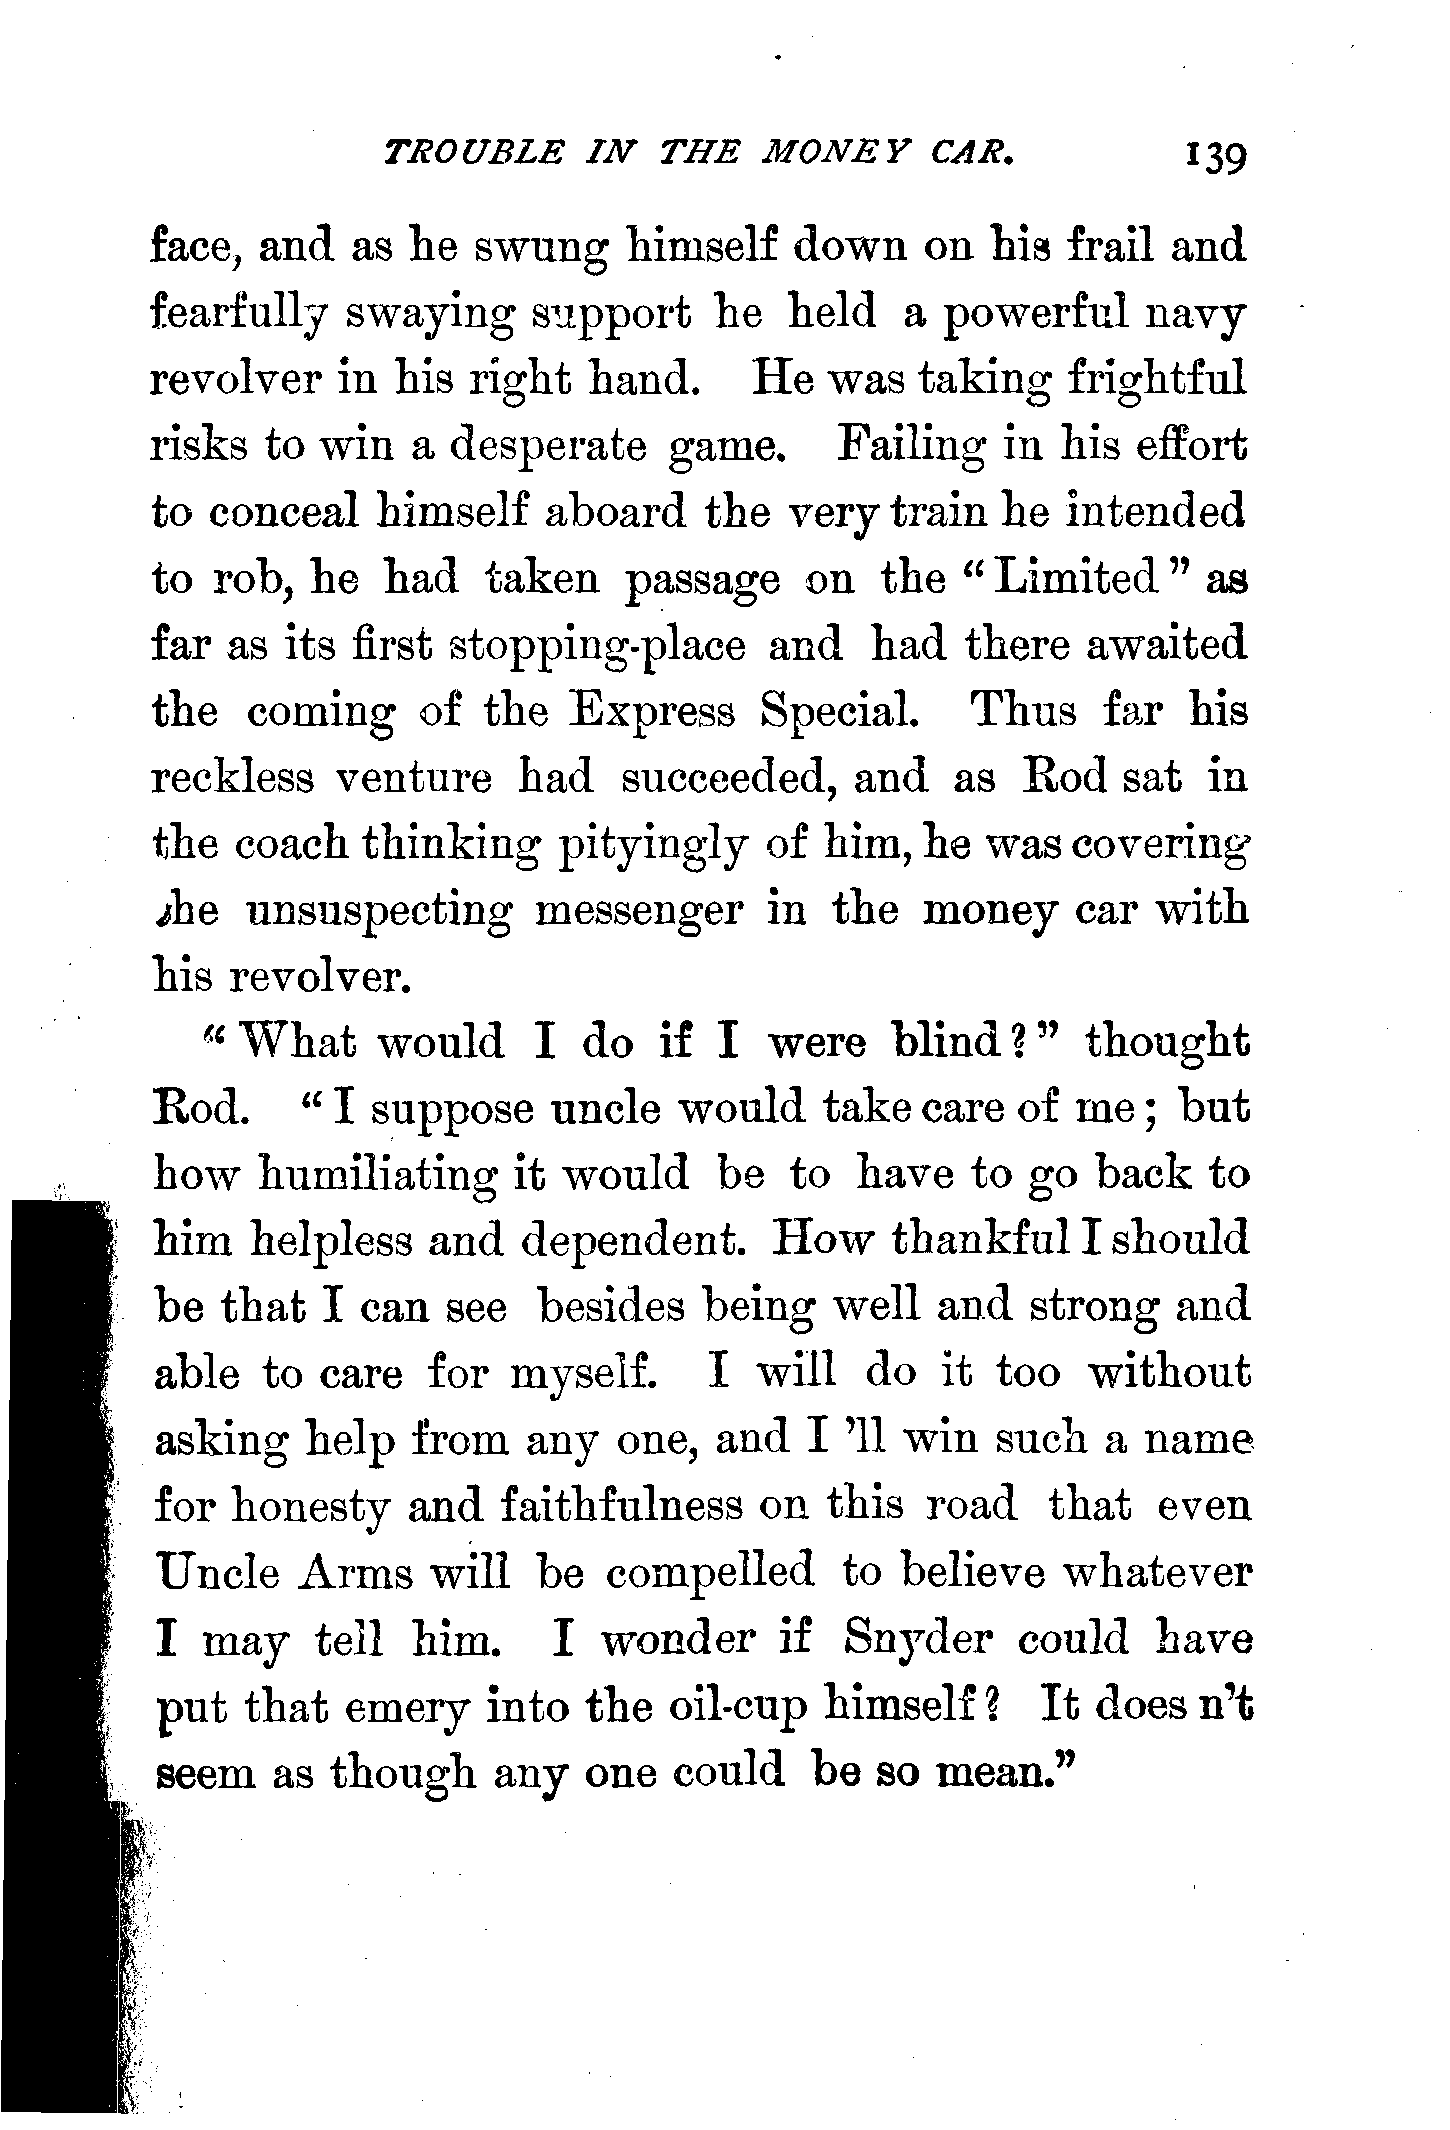 TROUBLE IN THE MONEY CAR. 139
face, and as he swung himself down on his frail and
fearfully swaying support he held a powerful navy
revolver in his right hand. He was taking frightful
risks to win a desperate game. Failing in his effort
to conceal himself aboard the very train he intended
to rob, he had taken passage on the “Limited” as
far as its first stopping-place and had there awaited
the coming of the Express Special. Thus far his
reckless venture had succeeded, and as Rod sat in
the coach thinking pityingly of him, he was covering
the unsuspecting messenger in the money car with
his revolver.
“What would I do if I were blind?” thought
Rod. “I suppose uncle would take care of me; but
how humiliating it would be to have to go back to
him helpless and dependent. How thankful I should
be that I can see besides being well and strong and
able to care for myself. I will do it too without
asking help from any one, and I ’ll win such a name
for honesty and faithfulness on this road that even
Uncle Arms will be compelled to believe whatever
I may tell him. I wonder if Snyder could have
put that emery into the oil-cup himself? It does n’t
seem as though any one could be so mean.”